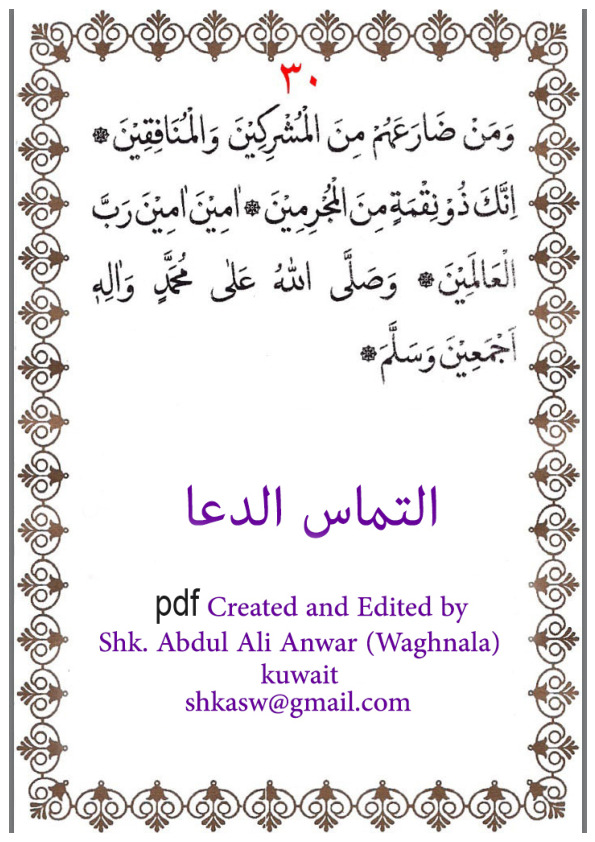 ٣٠
وَمَنْ ضَارَعَهُمْ مِنَ الْمُشْرِكِيْنَ وَالْمُنَافِقِيْنَ ۞
اِنَّكَ ذُوْ نِقْمَةٍ مِنَ الْمُجْرِمِيْنَ ۞ اٰمِيْنَ اٰمِيْنَ رَبَّ
الْعَالَمِيْنَ ۞ وَصَلَّى اللهُ عَلٰى مُحَمَّدٍ وَاٰلِهٖ
اَجْمَعِيْنَ وَسَلَّمَ ۞
التماس الدعا
pdf Created and Edited by
Shk. Abdul Ali Anwar (Waghnala)
kuwait
shkasw@gmail.com